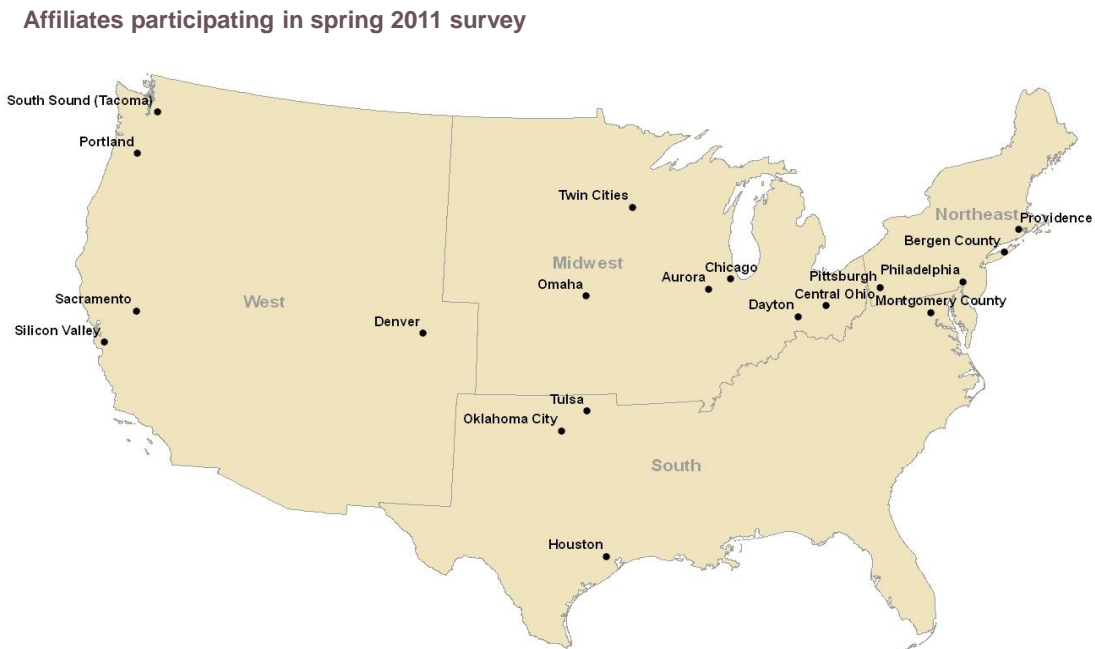 Affiliates participating in spring 2011 survey
South Sound (Tacoma)
Portland
Twin Cities
Northeast
Providence
Bergen County
Midwest
Chicago
Aurora
Pittsburgh
Philadelphia
Omaha
Central Ohio
Montgomery County
Dayton
West
Sacramento
Silicon Valley
Denver
Tulsa
Oklahoma City
South
Houston